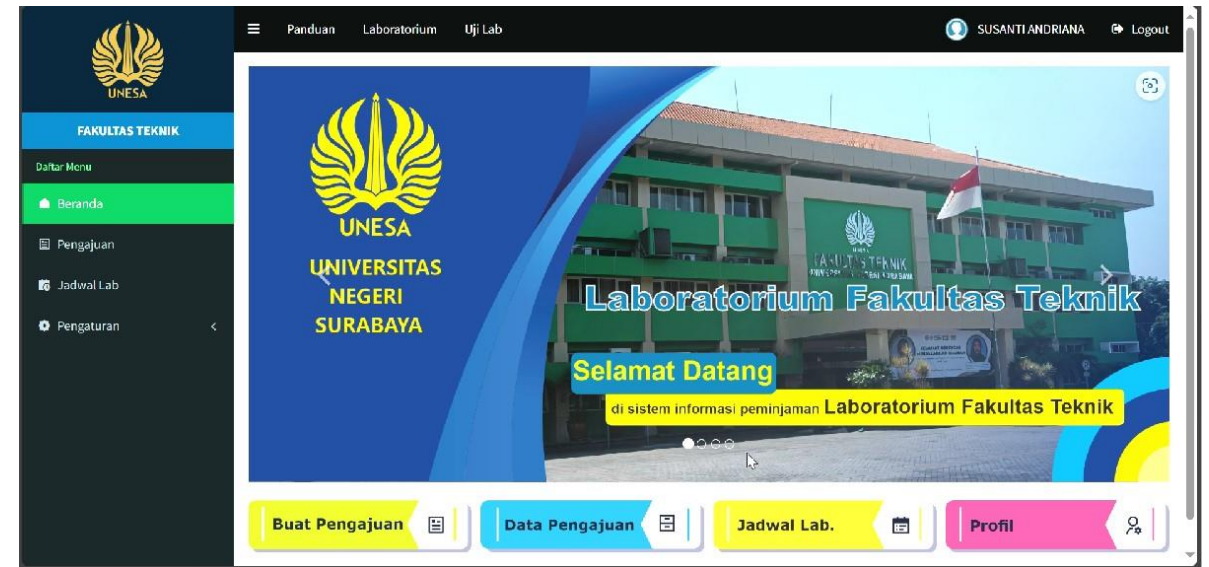 UNESA
FAKULTAS TEKNIK
Daftar Menu
Beranda
Pengajuan
Jadwal Lab
Pengaturan
Panduan Laboratorium Uji Lab
SUSANTI ANDRIANA Logout
UNESA
UNIVERSITAS
NEGERI
SURABAYA
UNESA
FAKULTAS TEKNIK
Laboratorium Fakultas Teknik
Selamat Datang
di sistem informasi peminjaman Laboratorium Fakultas Teknik
Buat Pengajuan
Data Pengajuan
Jadwal Lab.
Profil